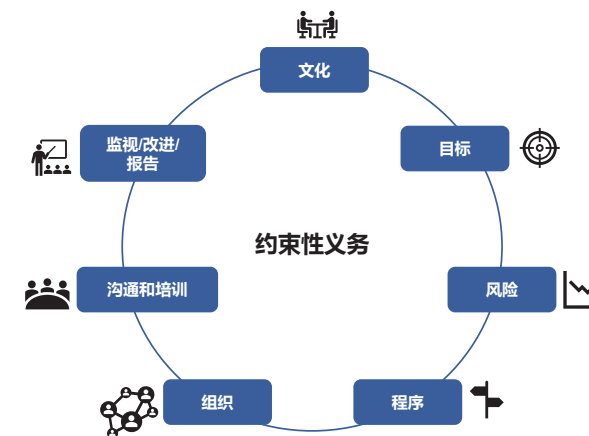 文化
监视/改进/
报告
目标
约束性义务
沟通和培训
风险
组织
程序